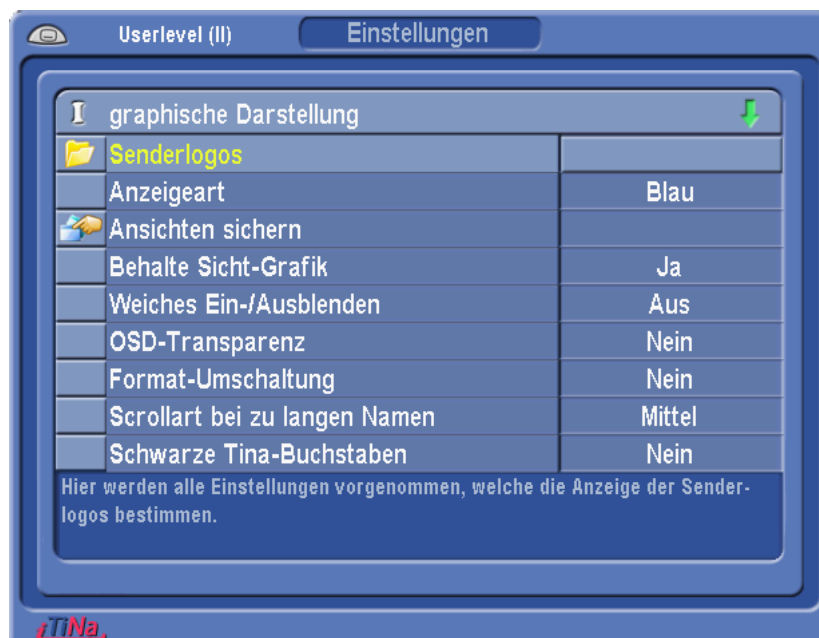 Userlevel (II) Einstellungen
graphische Darstellung
Senderlogos
Anzeigeart Blau
Ansichten sichern
Behalte Sicht-Grafik Ja
Weiches Ein-/Ausblenden Aus
OSD-Transparenz Nein
Format-Umschaltung Nein
Scrollart bei zu langen Namen Mittel
Schwarze Tina-Buchstaben Nein
Hier werden alle Einstellungen vorgenommen, welche die Anzeige der Sender-
logos bestimmen.
iTiNa